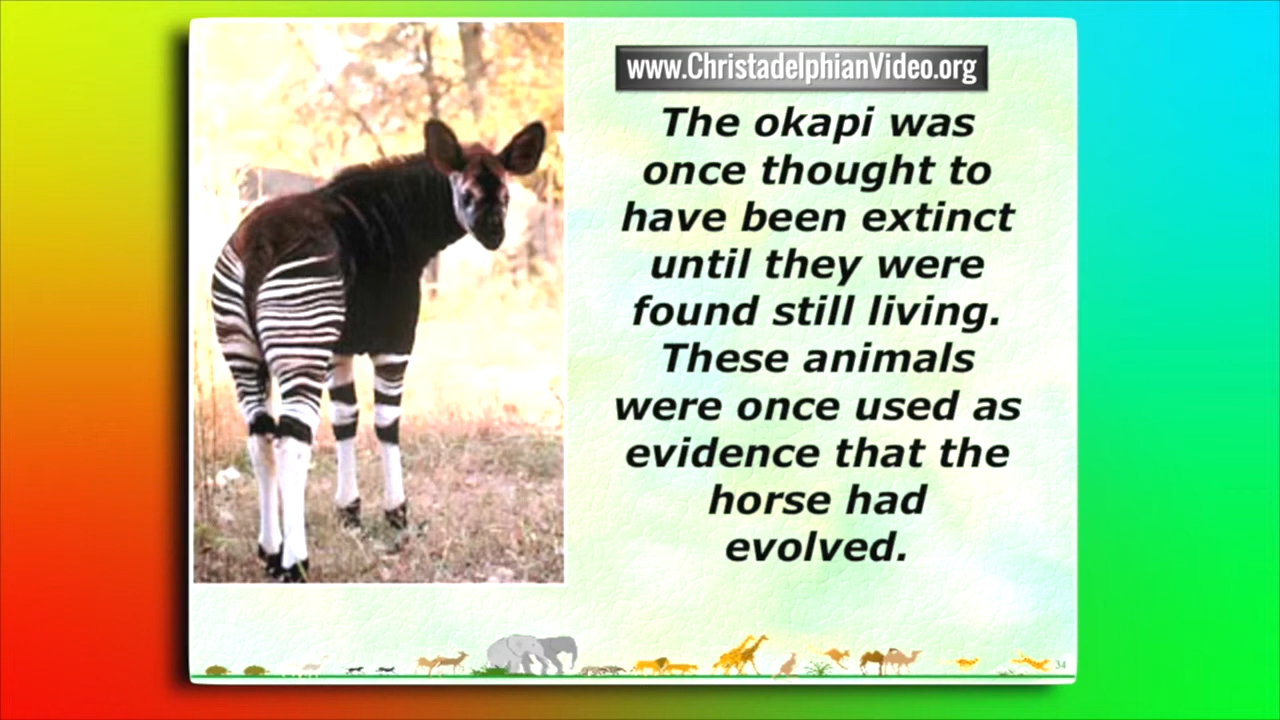 www.ChristadelphianVideo.org
The okapi was
once thought to
have been extinct
until they were
found still living.
These animals
were once used as
evidence that the
horse had
evolved.
34